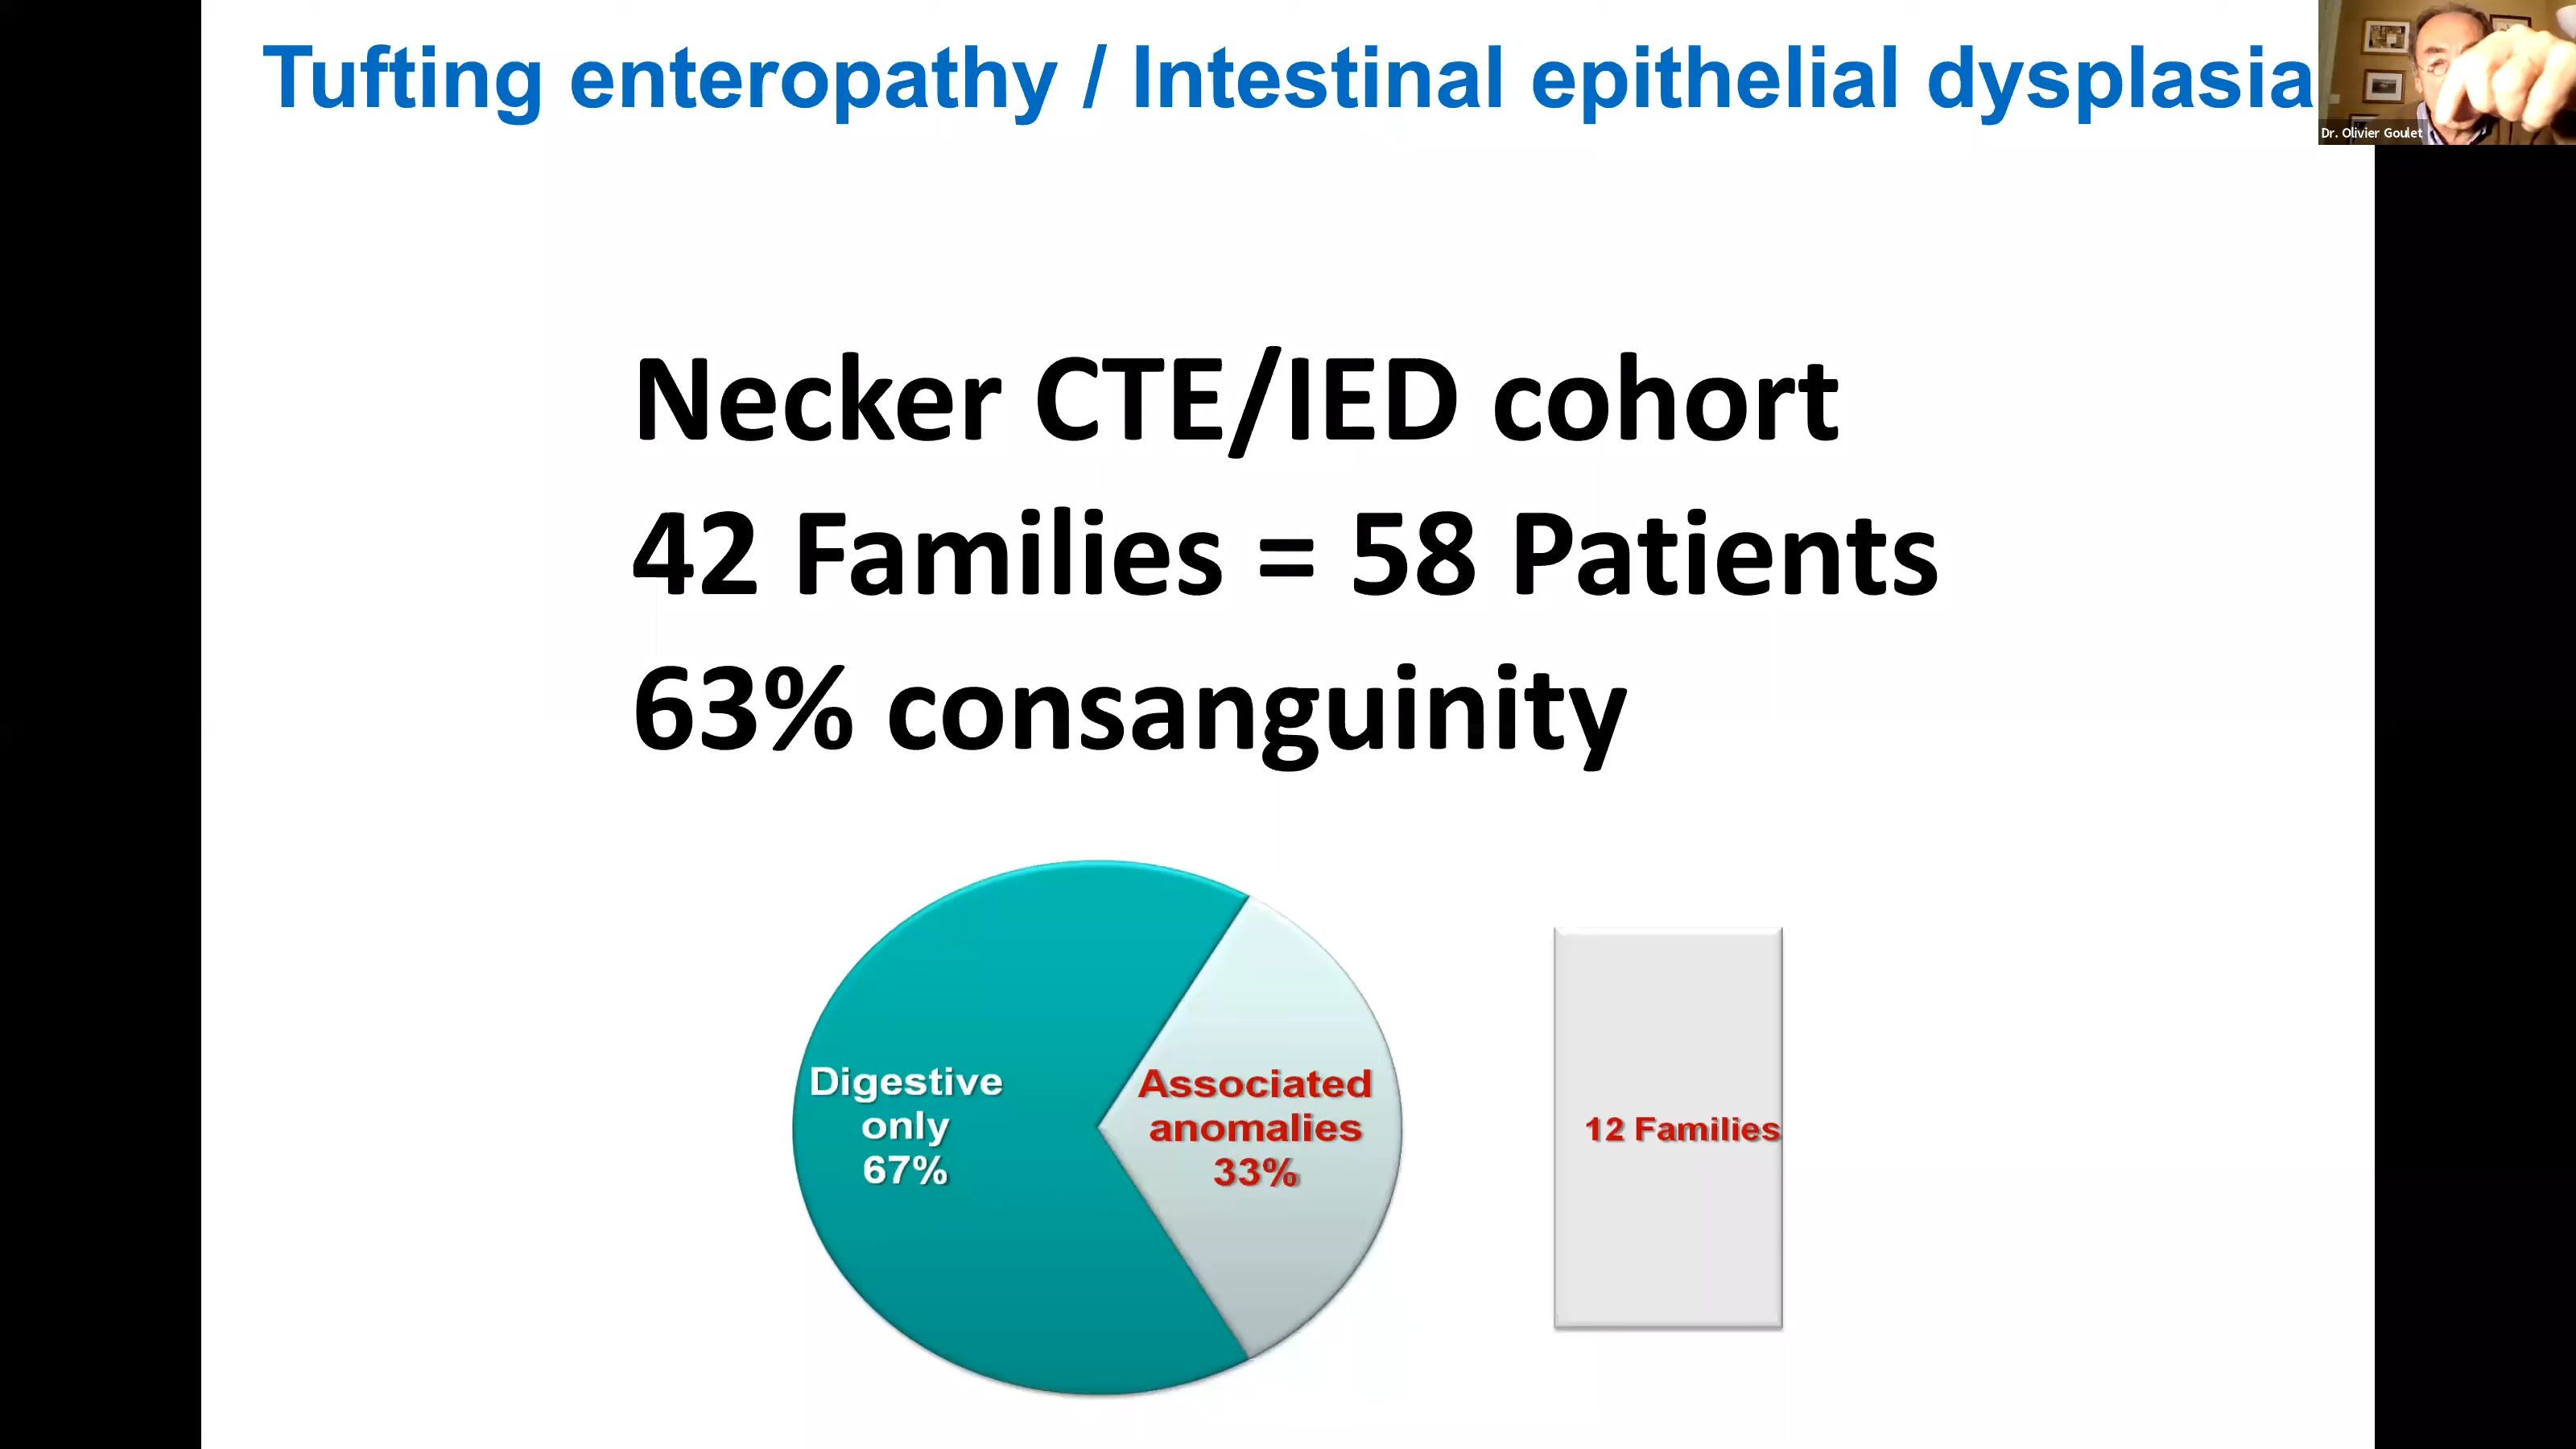 Tufting enteropathy / Intestinal epithelial dysplasia
Dr. Olivier Goulet
Necker CTE/IED cohort
42 Families = 58 Patients
63% consanguinity
Digestive
only
67%
Associated
anomalies
33%
12 Families